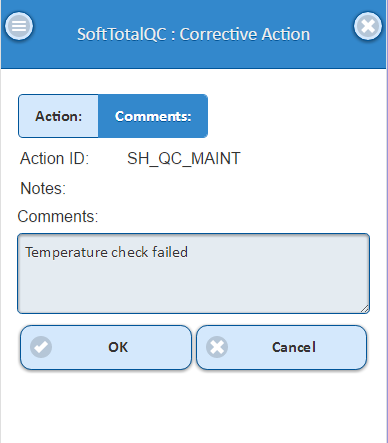 SoftTotalQC : Corrective Action
Action: Comments:
Action ID: SH_QC_MAINT
Notes:
Comments:
Temperature check failed
OK Cancel